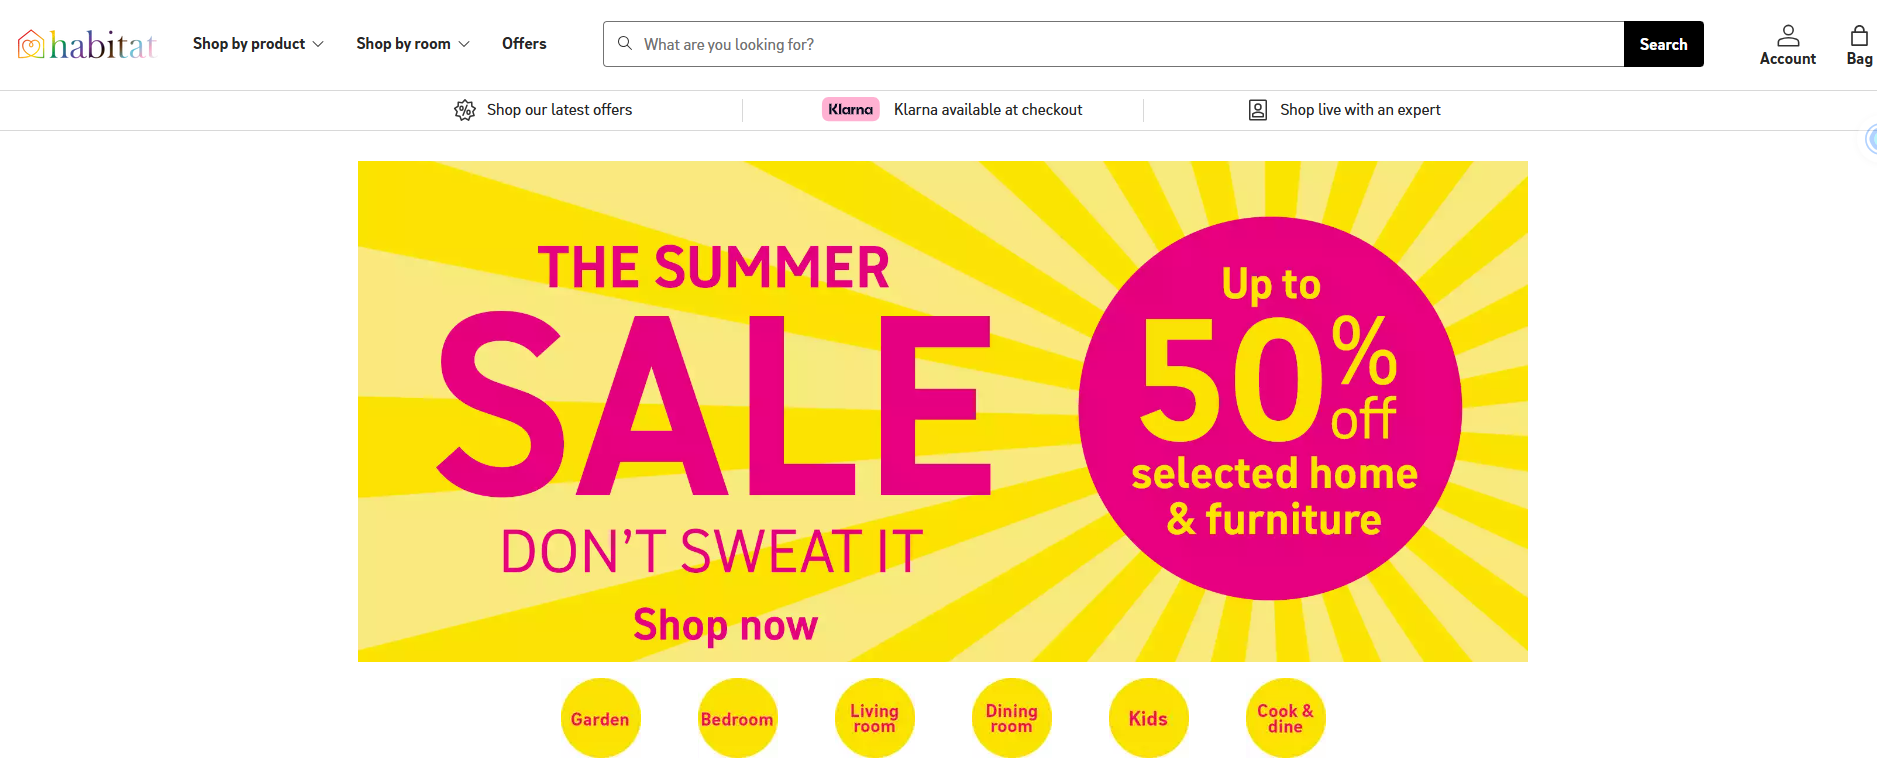 habitat
Shop by product
Shop by room
Offers
What are you looking for?
Search
Account
Bag
Shop our latest offers
Klarna
Klarna available at checkout
Shop live with an expert
THE SUMMER
SALE
DON'T SWEAT IT
Shop now
Up to
50%
off
selected home
& furniture
Garden
Bedroom
Living
room
Dining
room
Kids
Cook &
dine